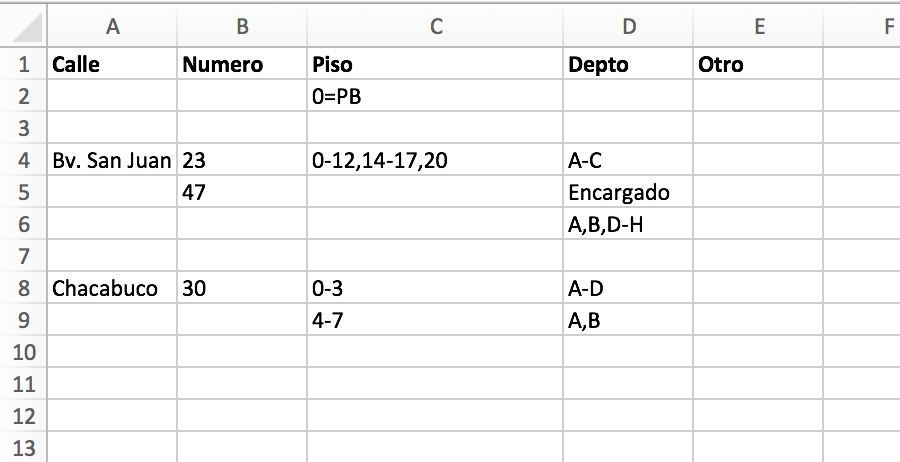 A B C D E F
1 Calle Numero Piso Depto Otro
2 0=PB
3
4 Bv. San Juan 23 0-12,14-17,20 A-C
5 47 Encargado
6 A,B,D-H
7
8 Chacabuco 30 0-3 A-D
9 4-7 A,B
10
11
12
13